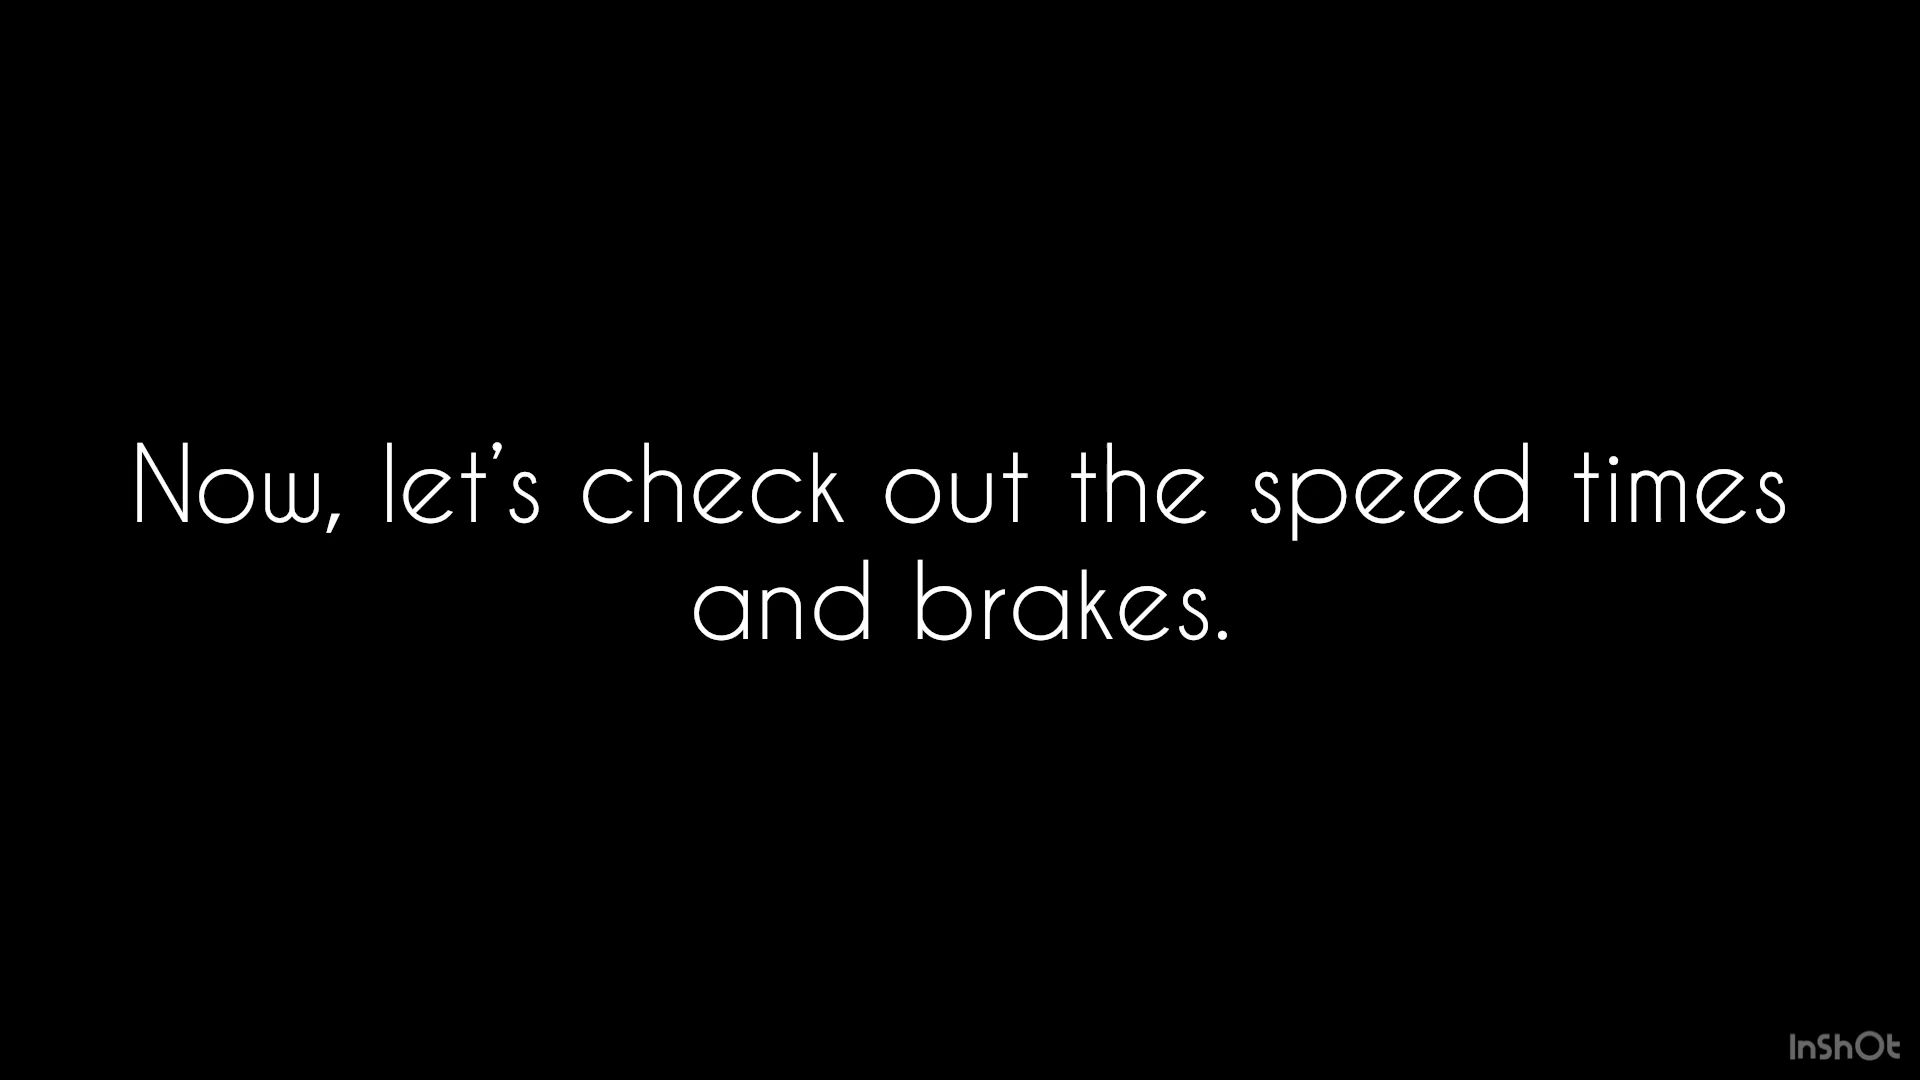 Now, let’s check out the speed times
and brakes.
InShOt